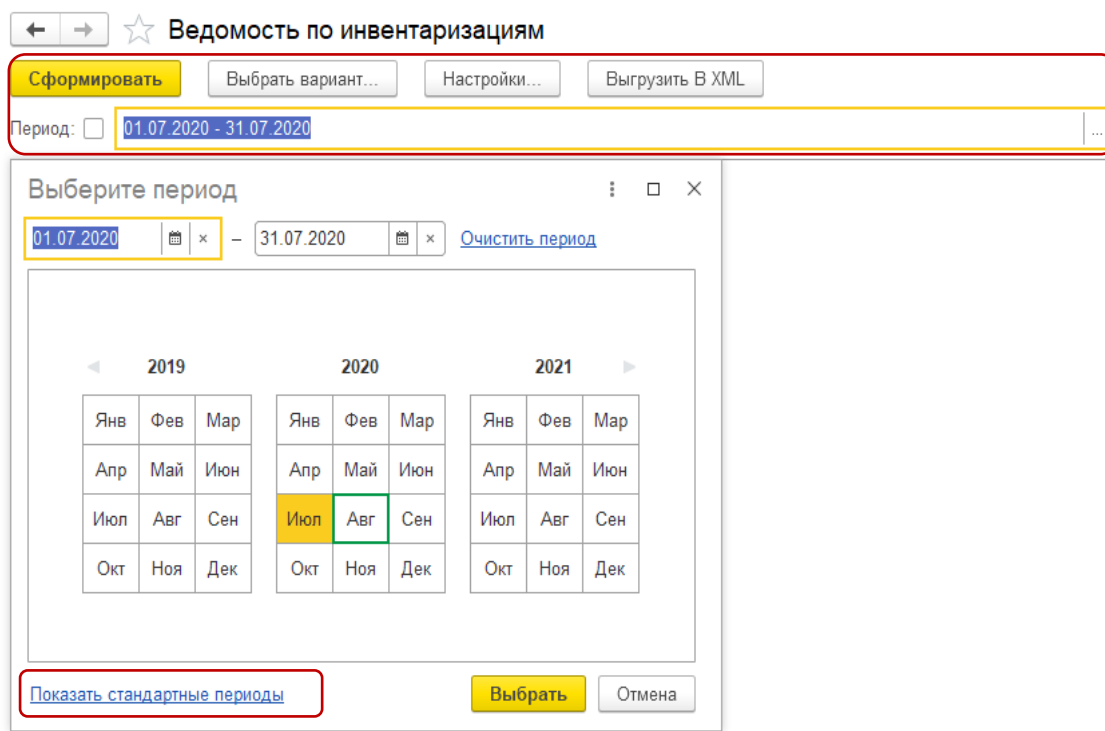 Ведомость по инвентаризациям
Сформировать Выбрать вариант... Настройки... Выгрузить В XML
Период: 01.07.2020 - 31.07.2020 ...
Выберите период
01.07.2020 × – 31.07.2020 × Очистить период
2019 2020 2021
Янв Фев Мар Янв Фев Мар Янв Фев Мар
Апр Май Июн Апр Май Июн Апр Май Июн
Июл Авг Сен Июл Авг Сен Июл Авг Сен
Окт Ноя Дек Окт Ноя Дек Окт Ноя Дек
Показать стандартные периоды Выбрать Отмена